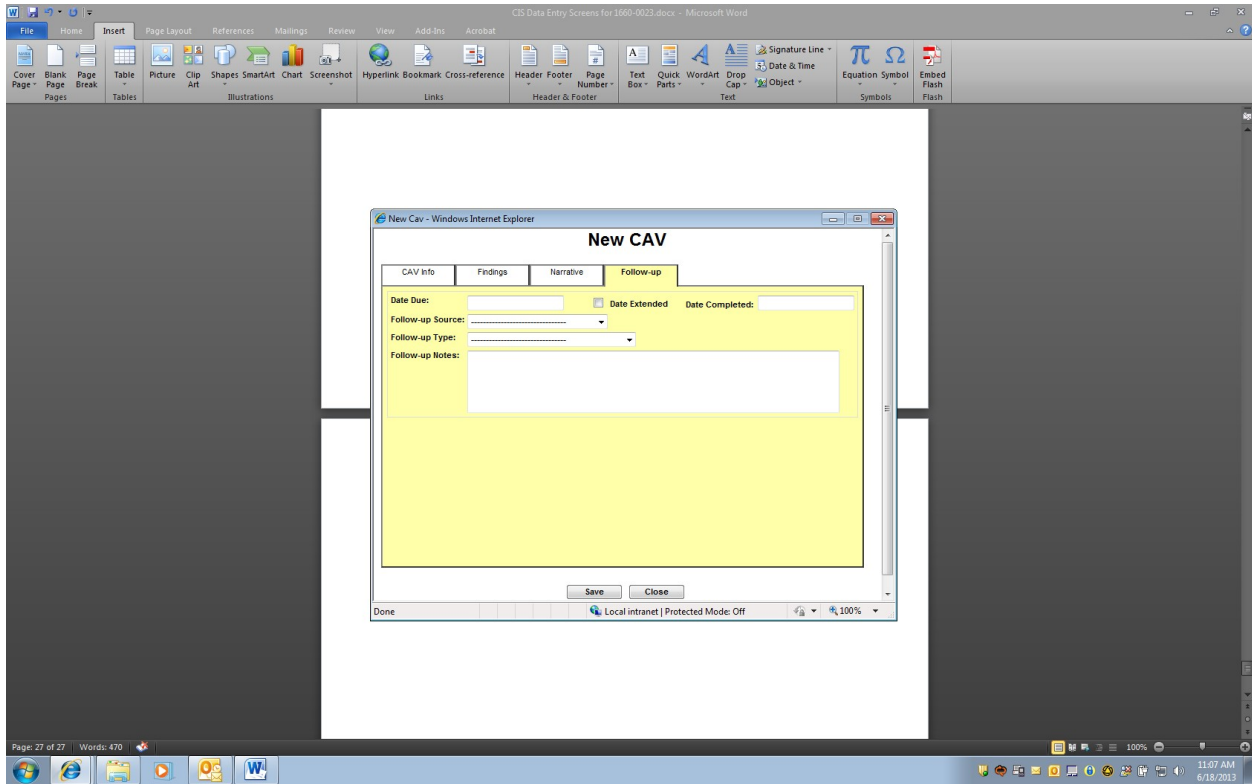 CIS Data Entry Screens for 1660-0023.docx - Microsoft Word
File Home Insert Page Layout References Mailings Review View Add-Ins Acrobat
Cover Page Blank Page Page Break Table Picture Clip Art Shapes SmartArt Chart Screenshot Hyperlink Bookmark Cross-reference Header Footer Page Number Text Box Quick Parts WordArt Drop Cap Signature Line Date & Time Object Equation Symbol Embed Flash
Pages Tables Illustrations Links Header & Footer Text Symbols Flash
New Cav - Windows Internet Explorer
New CAV
CAV Info Findings Narrative Follow-up
Date Due: Date Extended Date Completed:
Follow-up Source: -------------------------------
Follow-up Type: -------------------------------
Follow-up Notes:
Save Close
Done Local intranet | Protected Mode: Off 100%
Page: 27 of 27 Words: 470 100%
11:07 AM
6/18/2013